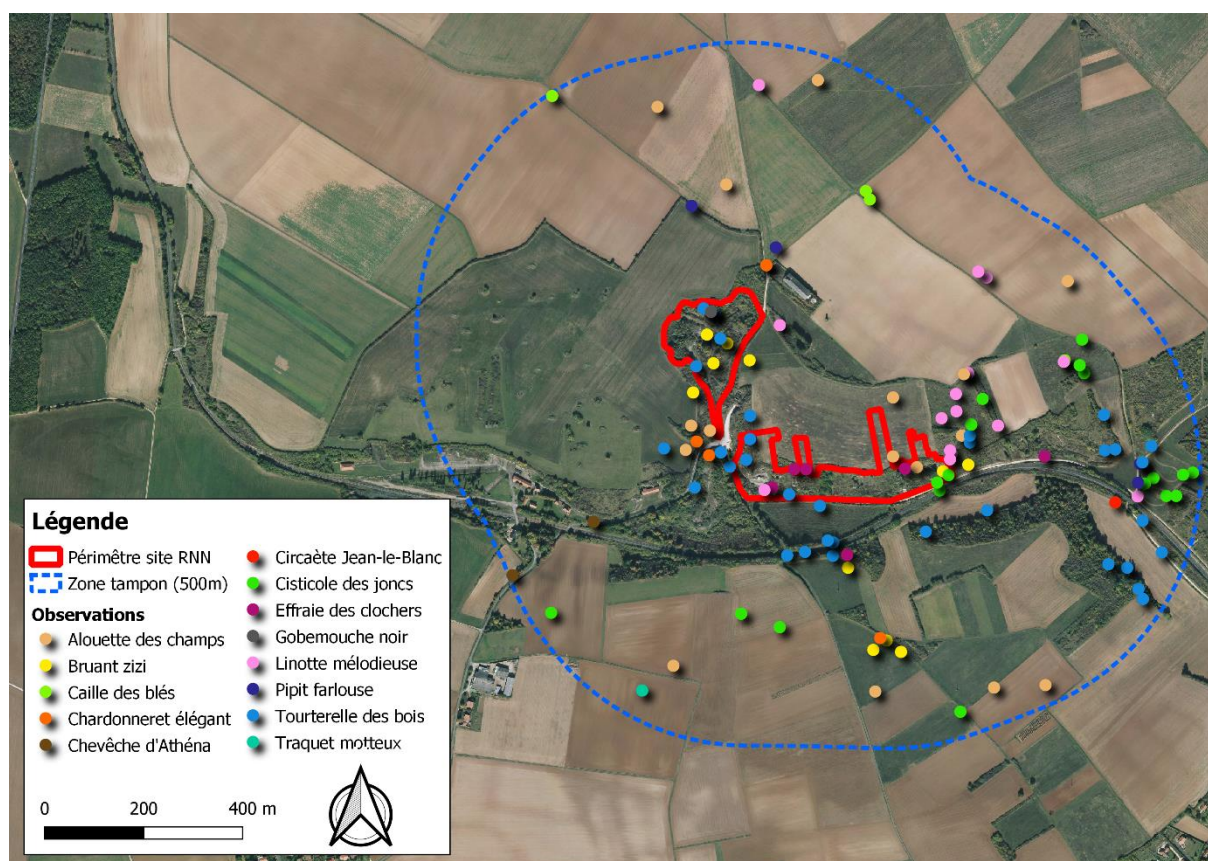 Légende
Périmêtre site RNN
Zone tampon (500m)
Observations
Alouette des champs
Bruant zizi
Caille des blés
Chardonneret élégant
Chevêche d'Athéna
Circaète Jean-le-Blanc
Cisticole des joncs
Effraie des clochers
Gobemouche noir
Linotte mélodieuse
Pipit farlouse
Tourterelle des bois
Traquet motteux
0 200 400 m